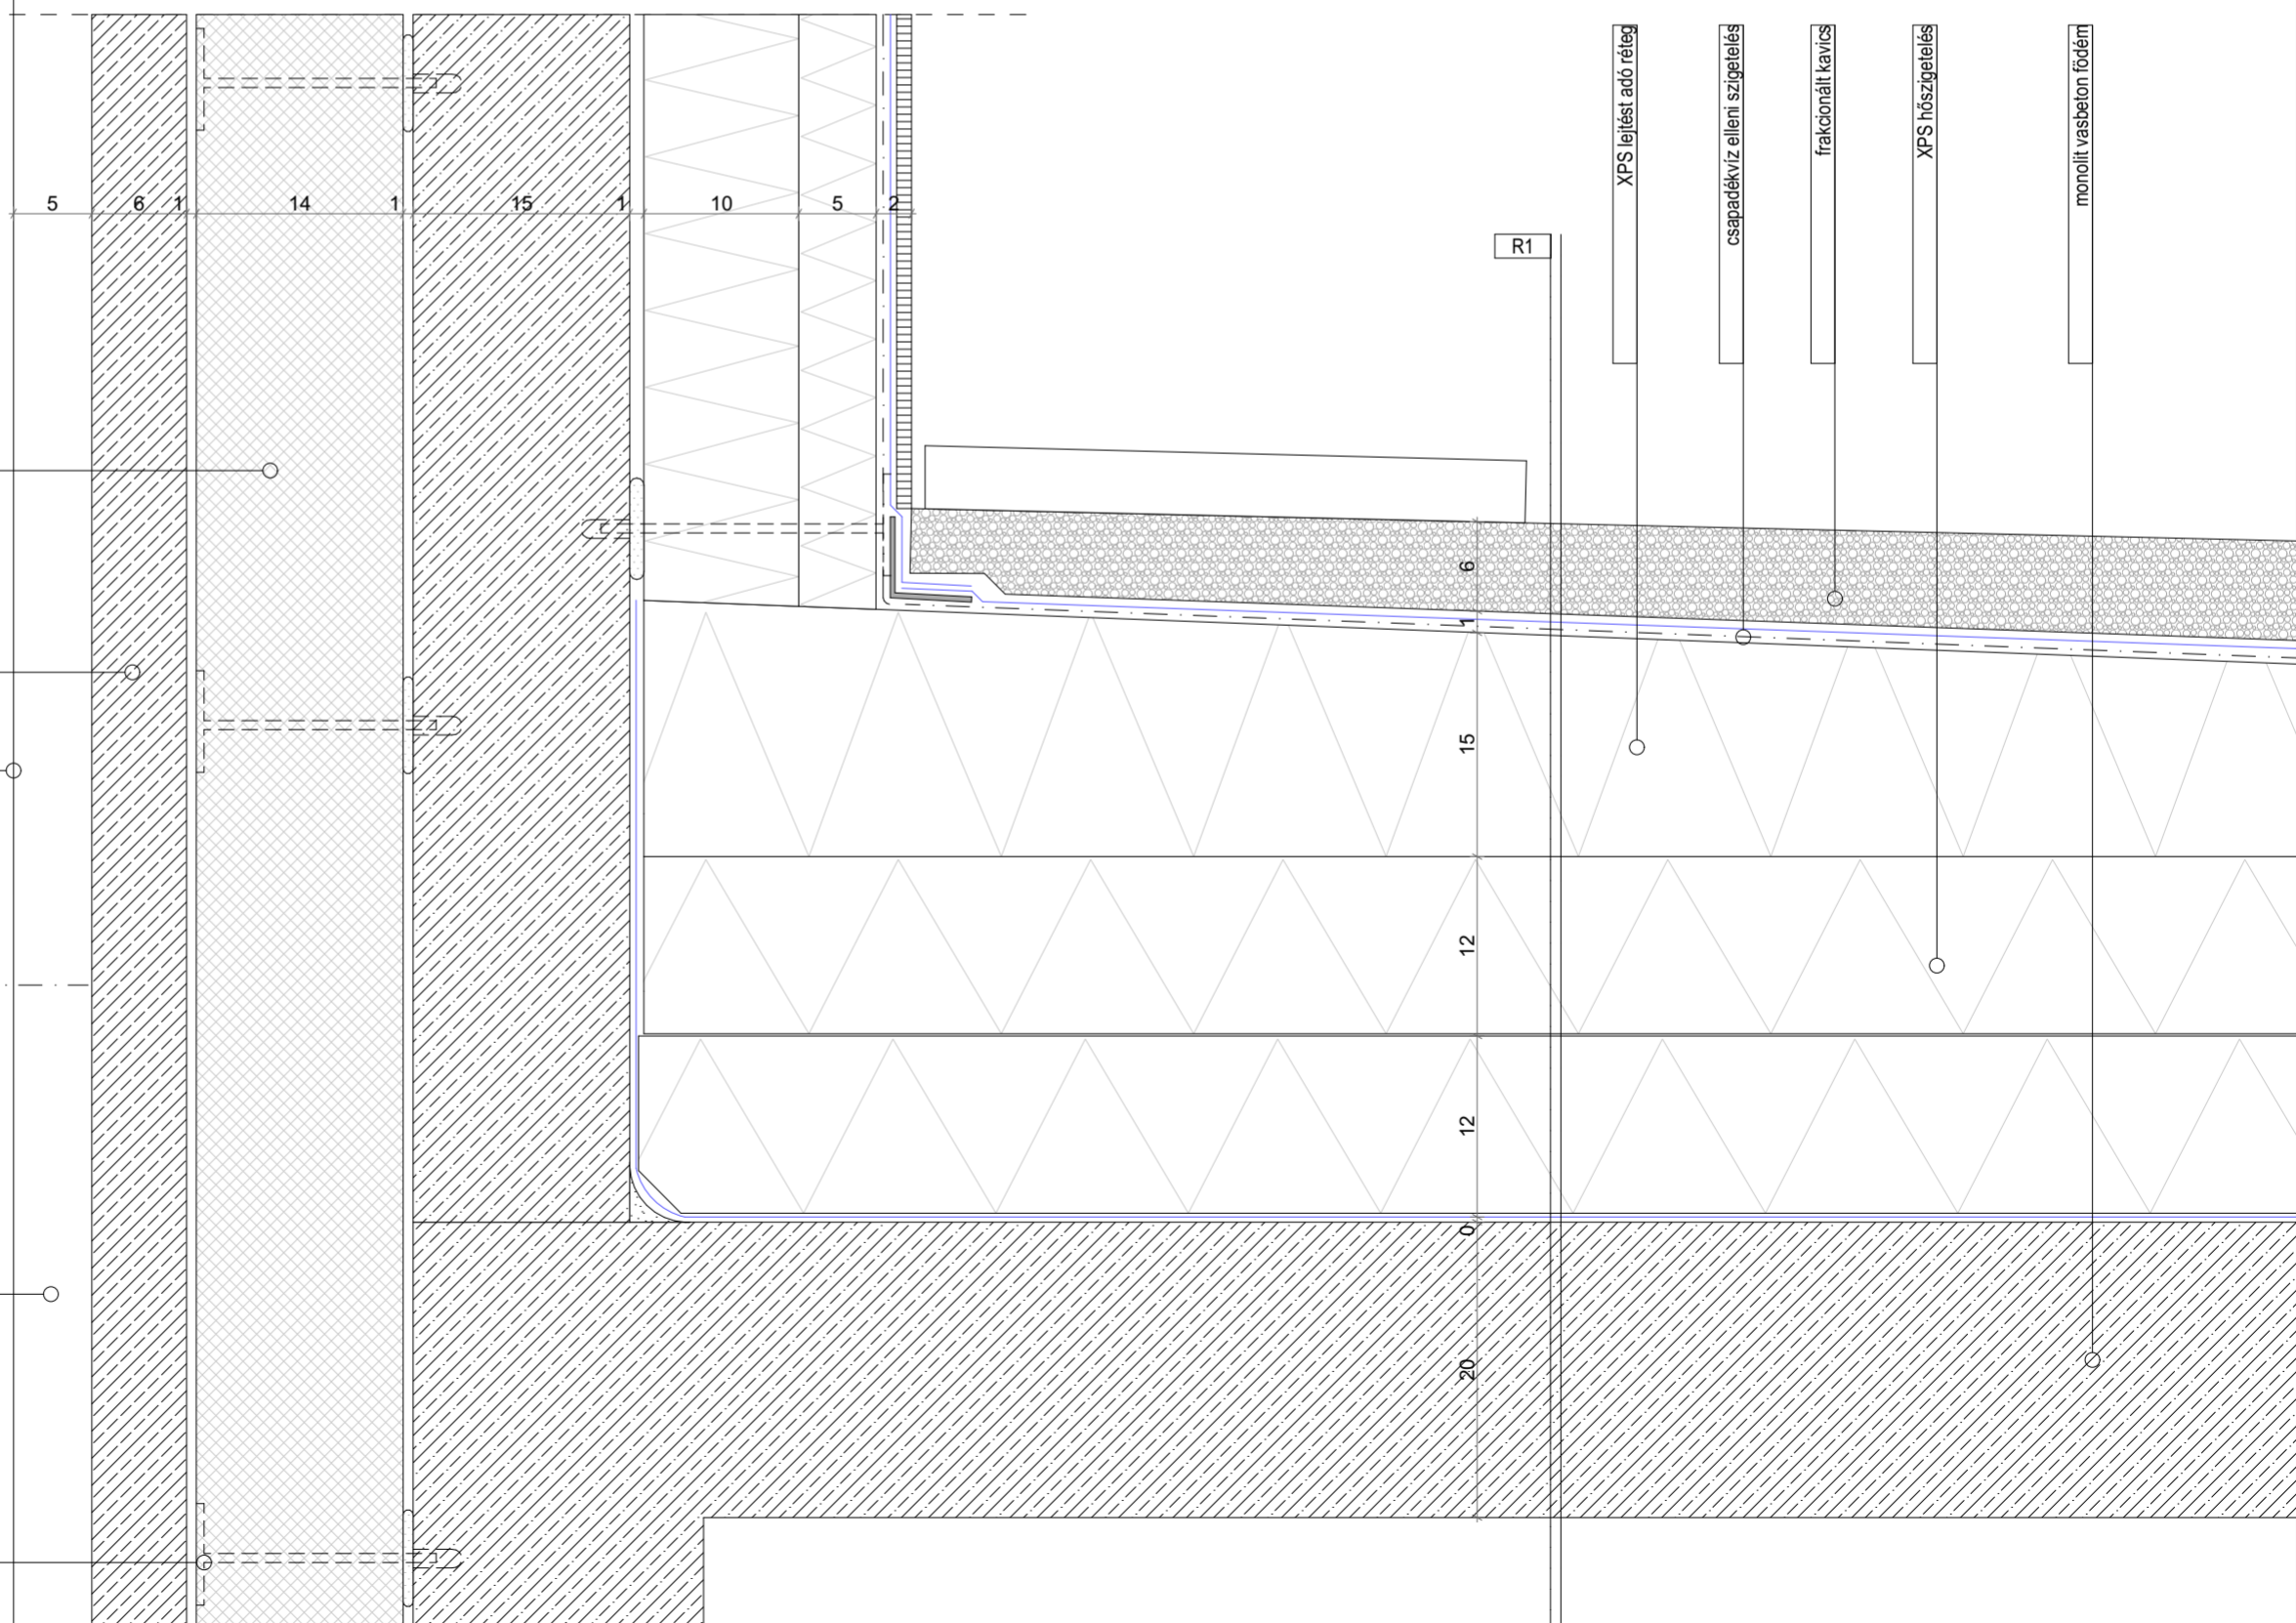 XPS lejtést adó réteg
csapadékvíz elleni szigetelés
frakcionált kavics
XPS hőszigetelés
monolit vasbeton födém
5 6 1 14 1 15 1 10 5 2
R1
6
1
15
12
12
0
20